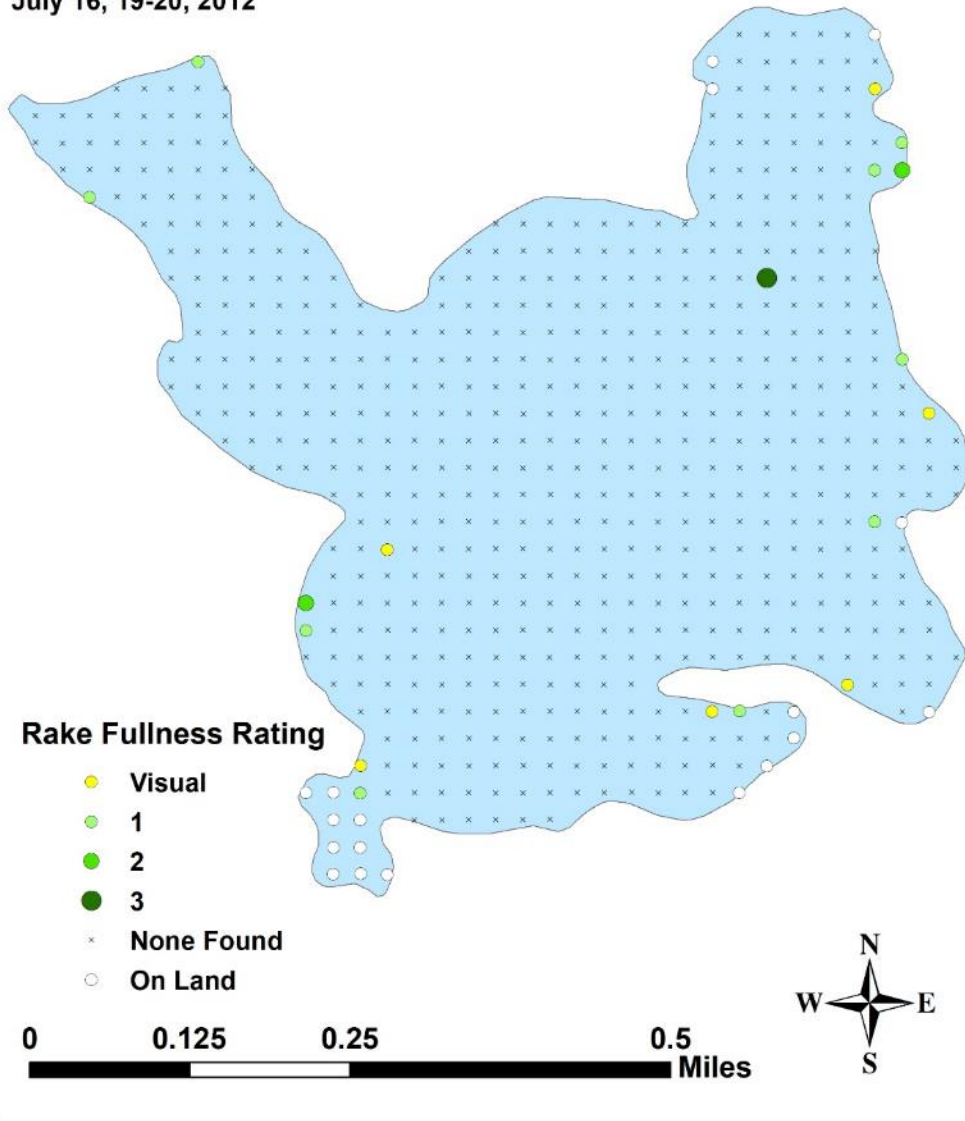 July 16, 19-20, 2012
Rake Fullness Rating
Visual
1
2
3
None Found
On Land
N
W E
S
0 0.125 0.25 0.5
Miles